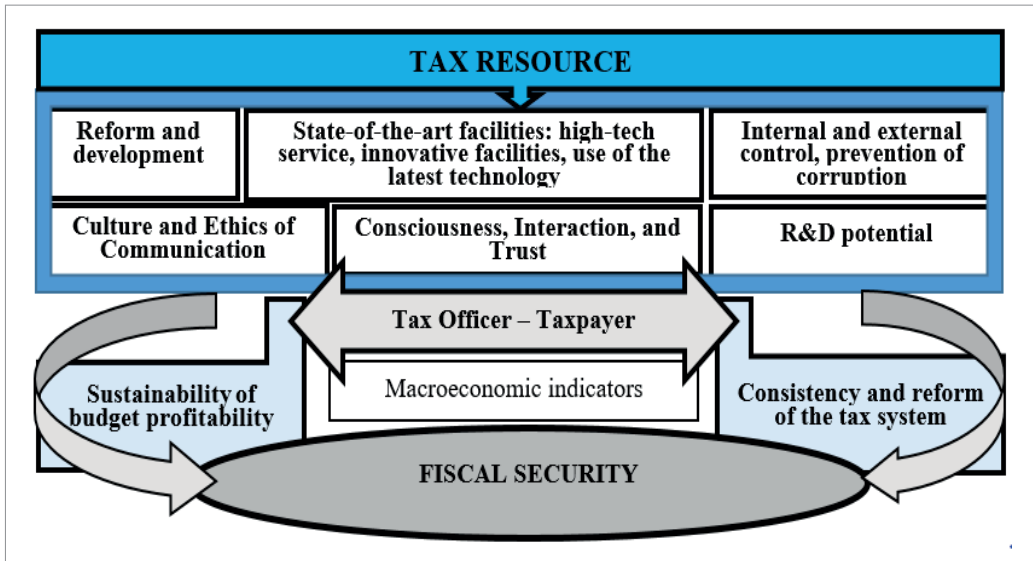 TAX RESOURCE
Reform and
development
State-of-the-art facilities: high-tech
service, innovative facilities, use of the
latest technology
Internal and external
control, prevention of
corruption
Culture and Ethics of
Communication
Consciousness, Interaction, and
Trust
R&D potential
Tax Officer – Taxpayer
Sustainability of
budget profitability
Macroeconomic indicators
Consistency and reform
of the tax system
FISCAL SECURITY